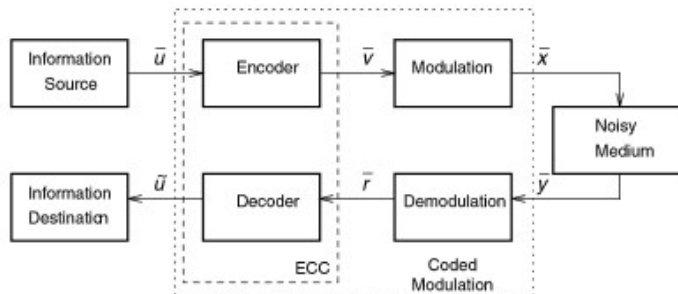 Information
Source
ū
Encoder
v̄
Modulation
x̄
Noisy
Medium
Information
Destination
ũ
Decoder
r̄
Demodulation
ȳ
ECC
Coded
Modulation